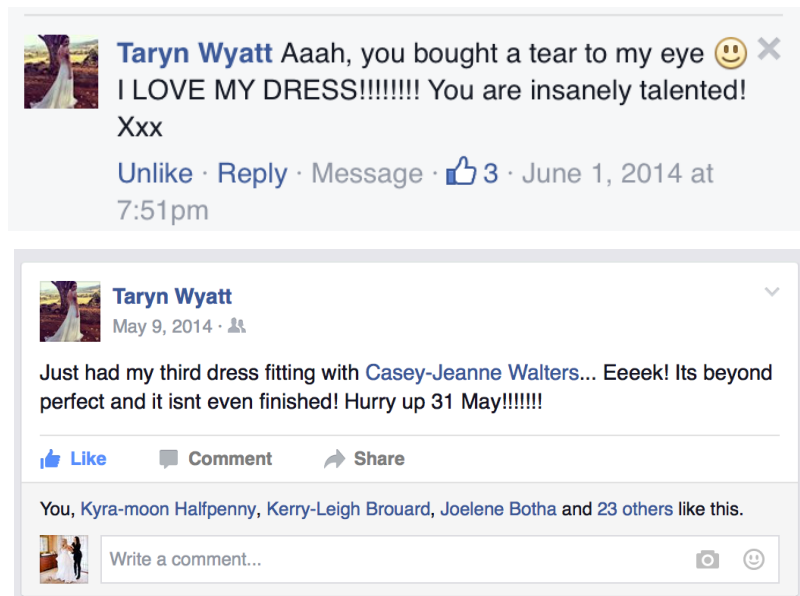 Taryn Wyatt Aaah, you bought a tear to my eye
I LOVE MY DRESS!!!!!!!! You are insanely talented!
Xxx
Unlike · Reply · Message · 3 · June 1, 2014 at
7:51pm
Taryn Wyatt
May 9, 2014 ·
Just had my third dress fitting with Casey-Jeanne Walters... Eeeek! Its beyond
perfect and it isnt even finished! Hurry up 31 May!!!!!!!
Like Comment Share
You, Kyra-moon Halfpenny, Kerry-Leigh Brouard, Joelene Botha and 23 others like this.
Write a comment...